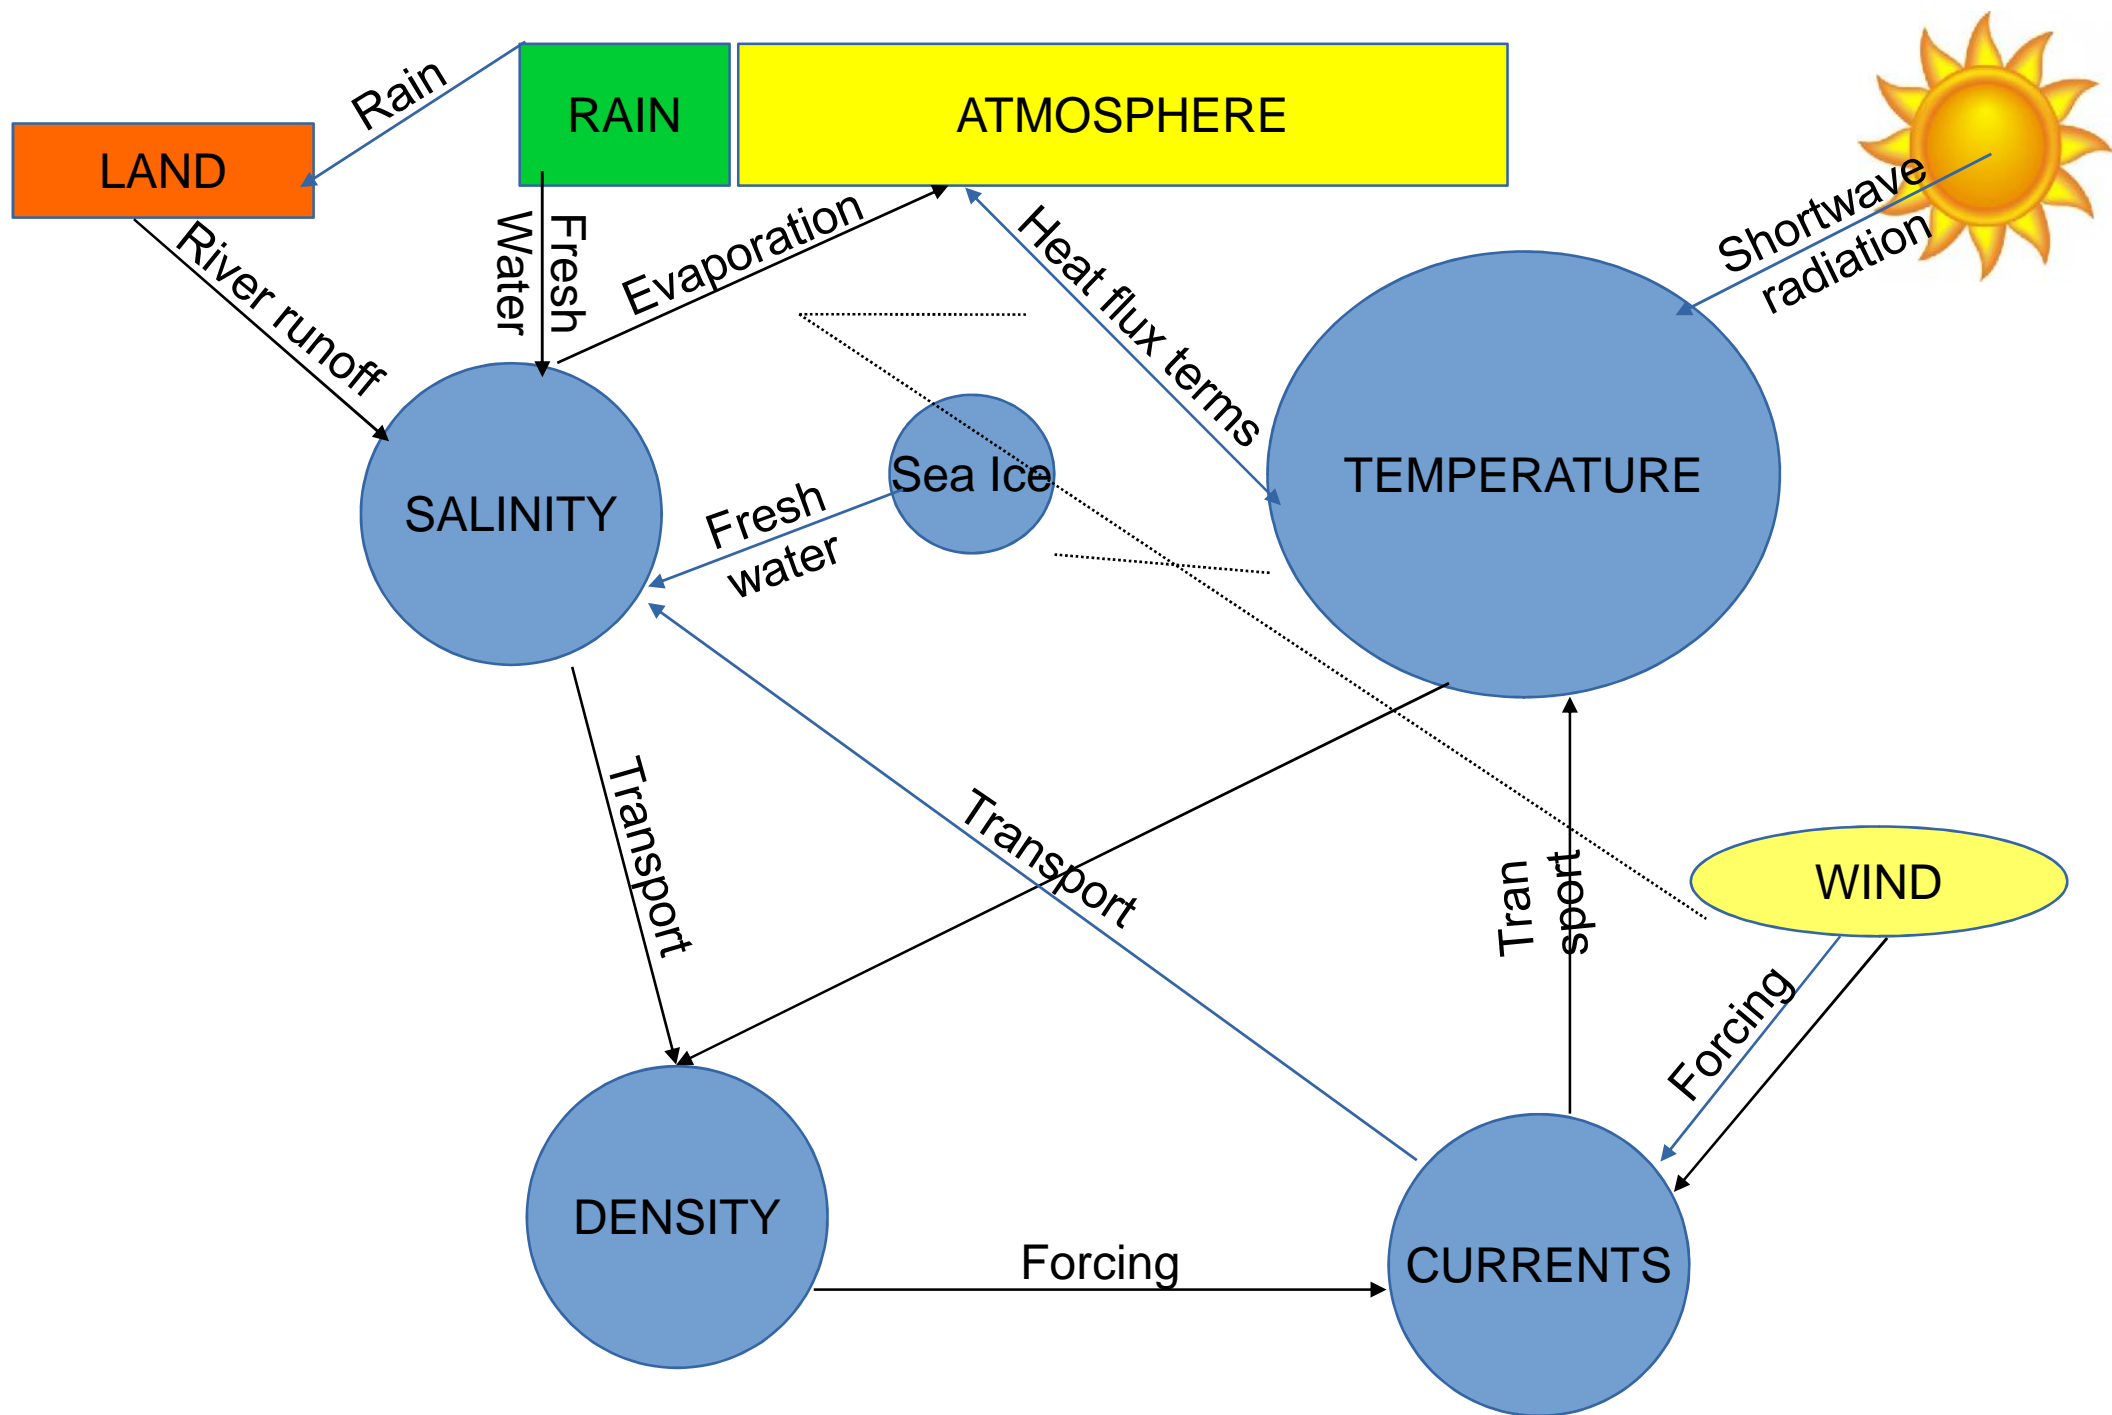 Rain
RAIN
ATMOSPHERE
LAND
Shortwave
radiation
River runoff
Fresh
Water
Evaporation
Heat flux terms
SALINITY
Sea Ice
TEMPERATURE
Fresh
water
Transport
Transport
Tran
sport
WIND
Forcing
DENSITY
Forcing
CURRENTS